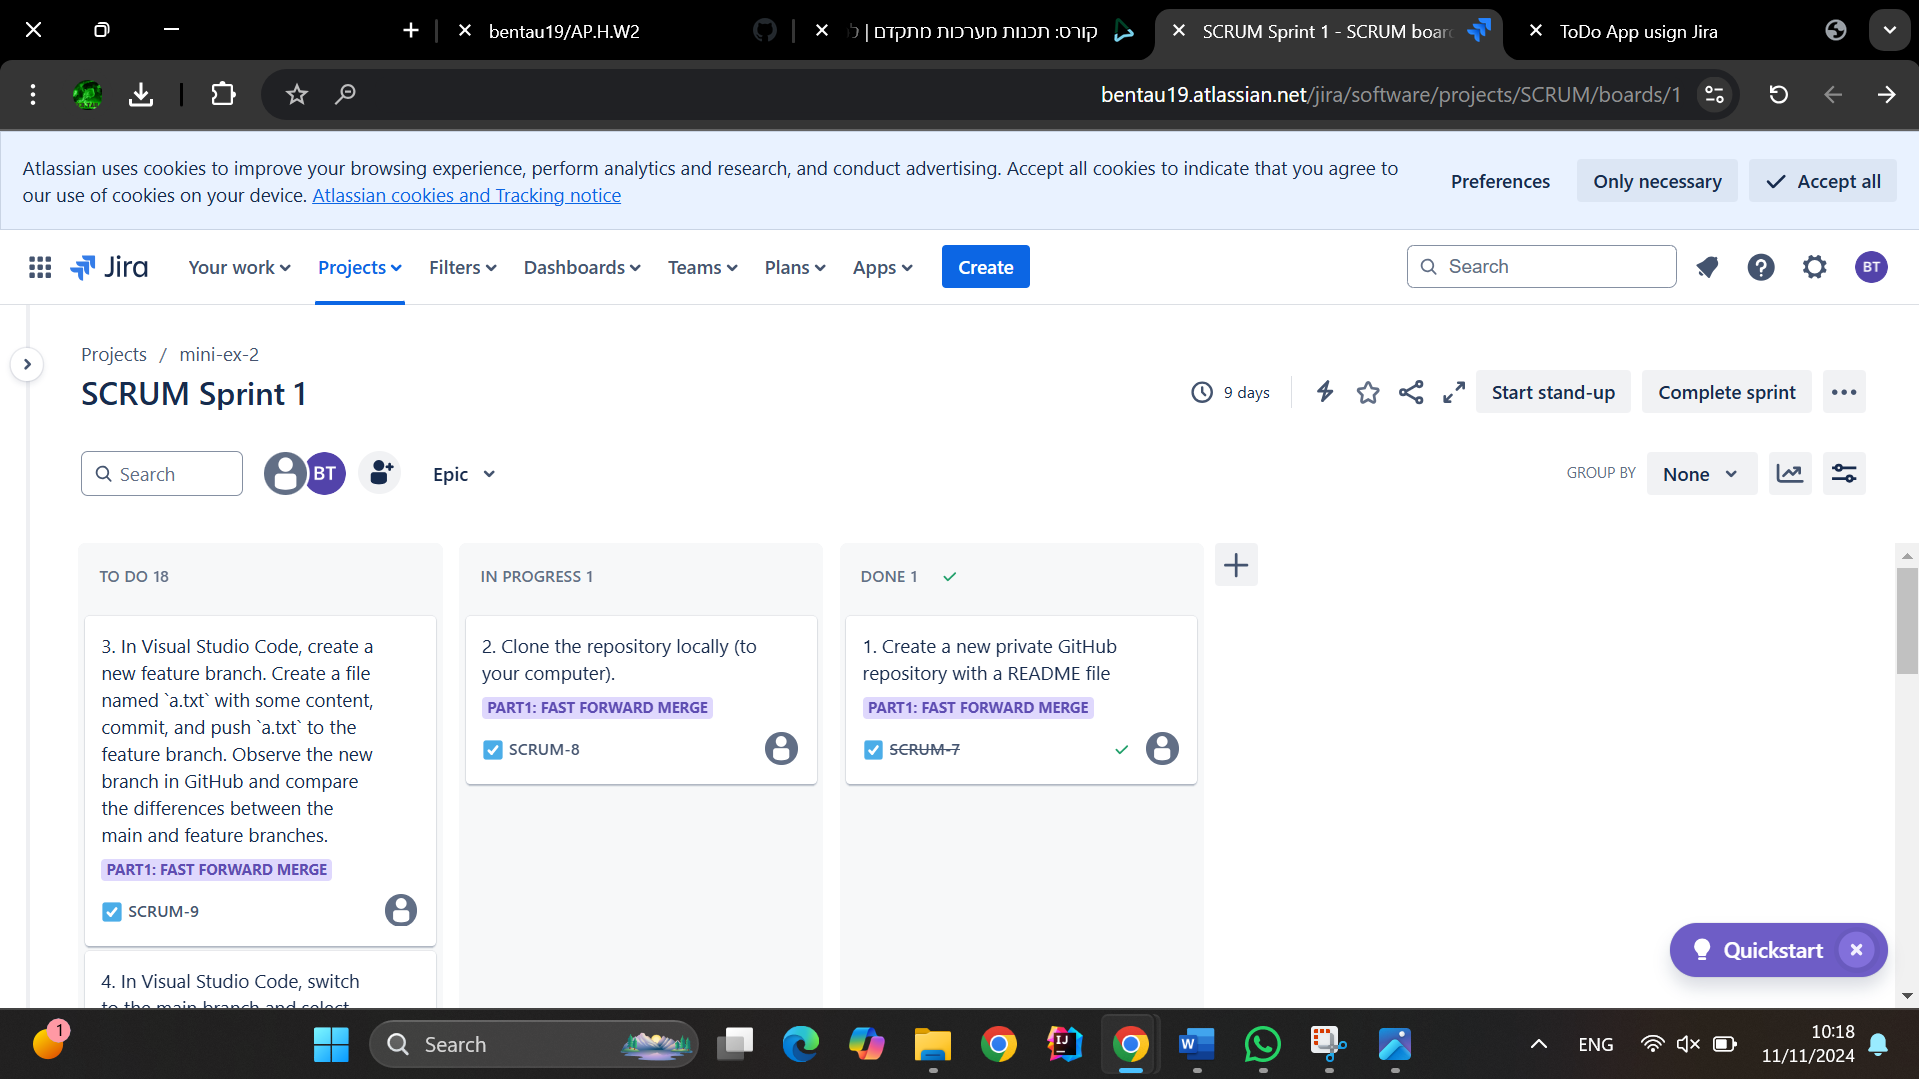 bentau19/AP.H.W2
קורס: תכנות מערכות מתקדם | ל
SCRUM Sprint 1 - SCRUM boar
ToDo App usign Jira
bentau19.atlassian.net/jira/software/projects/SCRUM/boards/1
Atlassian uses cookies to improve your browsing experience, perform analytics and research, and conduct advertising. Accept all cookies to indicate that you agree to
our use of cookies on your device. Atlassian cookies and Tracking notice
Preferences
Only necessary
Accept all
Jira
Your work
Projects
Filters
Dashboards
Teams
Plans
Apps
Create
Search
BT
Projects / mini-ex-2
SCRUM Sprint 1
9 days
Start stand-up
Complete sprint
Search
BT
Epic
GROUP BY
None
TO DO 18
3. In Visual Studio Code, create a
new feature branch. Create a file
named `a.txt` with some content,
commit, and push `a.txt` to the
feature branch. Observe the new
branch in GitHub and compare
the differences between the
main and feature branches.
PART1: FAST FORWARD MERGE
SCRUM-9
4. In Visual Studio Code, switch
to the main branch and select
IN PROGRESS 1
2. Clone the repository locally (to
your computer).
PART1: FAST FORWARD MERGE
SCRUM-8
DONE 1
1. Create a new private GitHub
repository with a README file
PART1: FAST FORWARD MERGE
SCRUM-7
Quickstart
1
Search
ENG
10:18
11/11/2024